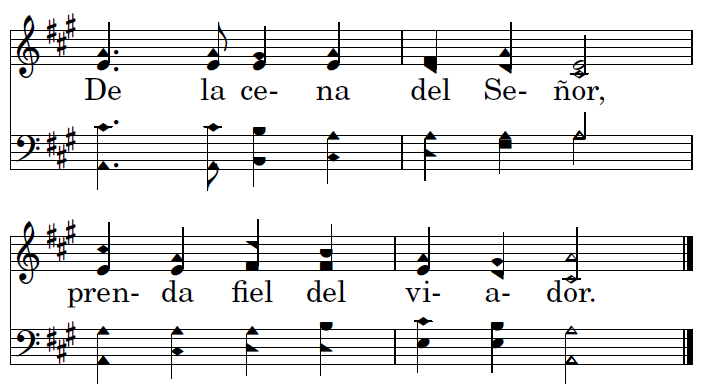 De la ce- na del Se- ñor,
pren- da fiel del vi- a- dor.